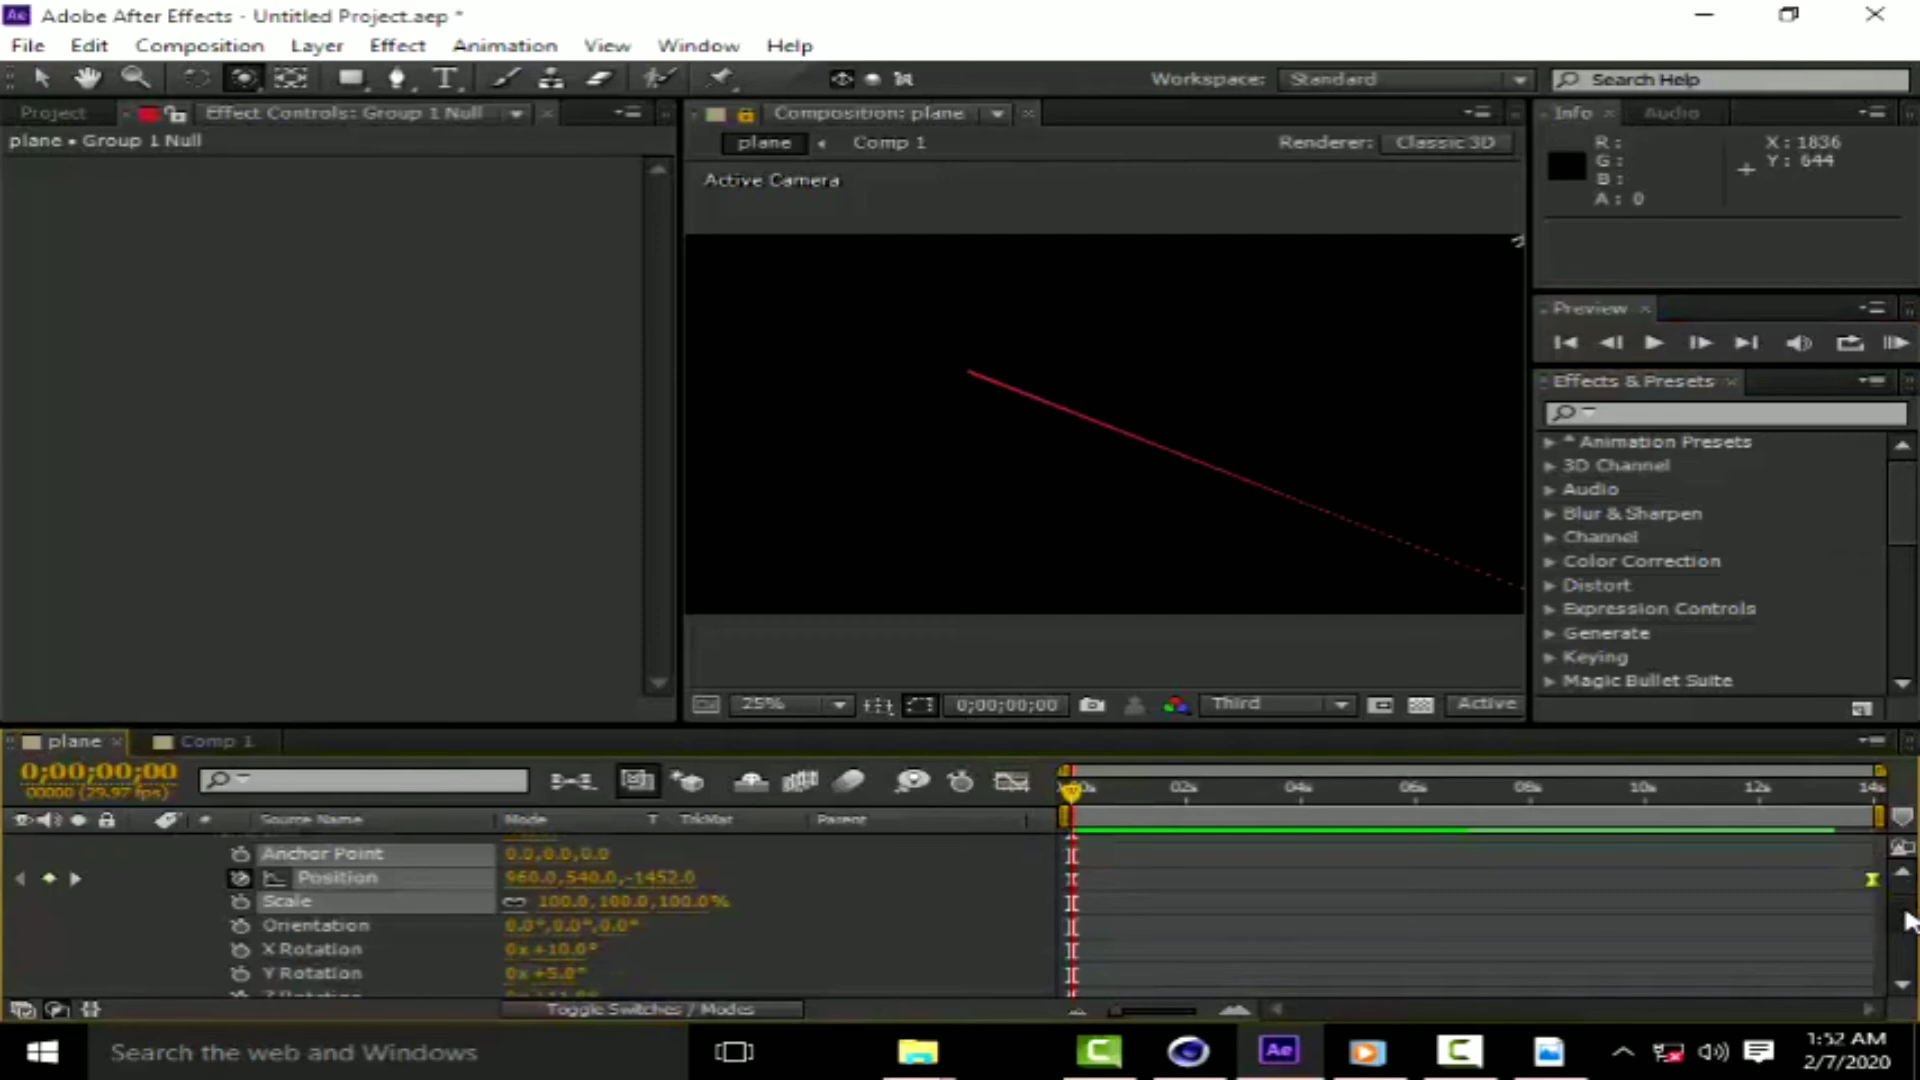 Ae Adobe After Effects - Untitled Project.aep *
File Edit Composition Layer Effect Animation View Window Help
T Workspace: Standard Search Help
Project Effect Controls: Group 1 Null Composition: plane Info Audio
plane • Group 1 Null plane Comp 1 Renderer: Classic 3D
R: X: 1836
G: Y: 644
B:
A: 0
Active Camera
Preview
Effects & Presets
* Animation Presets
3D Channel
Audio
Blur & Sharpen
Channel
Color Correction
Distort
Expression Controls
Generate
Keying
Magic Bullet Suite
25% 0;00;00;00 Third Active
plane Comp 1
0;00;00;00
00000 (29.97 fps)
02s 04s 06s 08s 10s 12s 14s
Source Name Mode T TrkMat Parent
Anchor Point 0.0,0.0,0.0
Position 960.0,540.0,-1452.0
Scale 100.0,100.0,100.0%
Orientation 0.0°,0.0°,0.0°
X Rotation 0x+10.0°
Y Rotation 0x+5.0°
Toggle Switches / Modes
Search the web and Windows
Ae
1:52 AM
2/7/2020